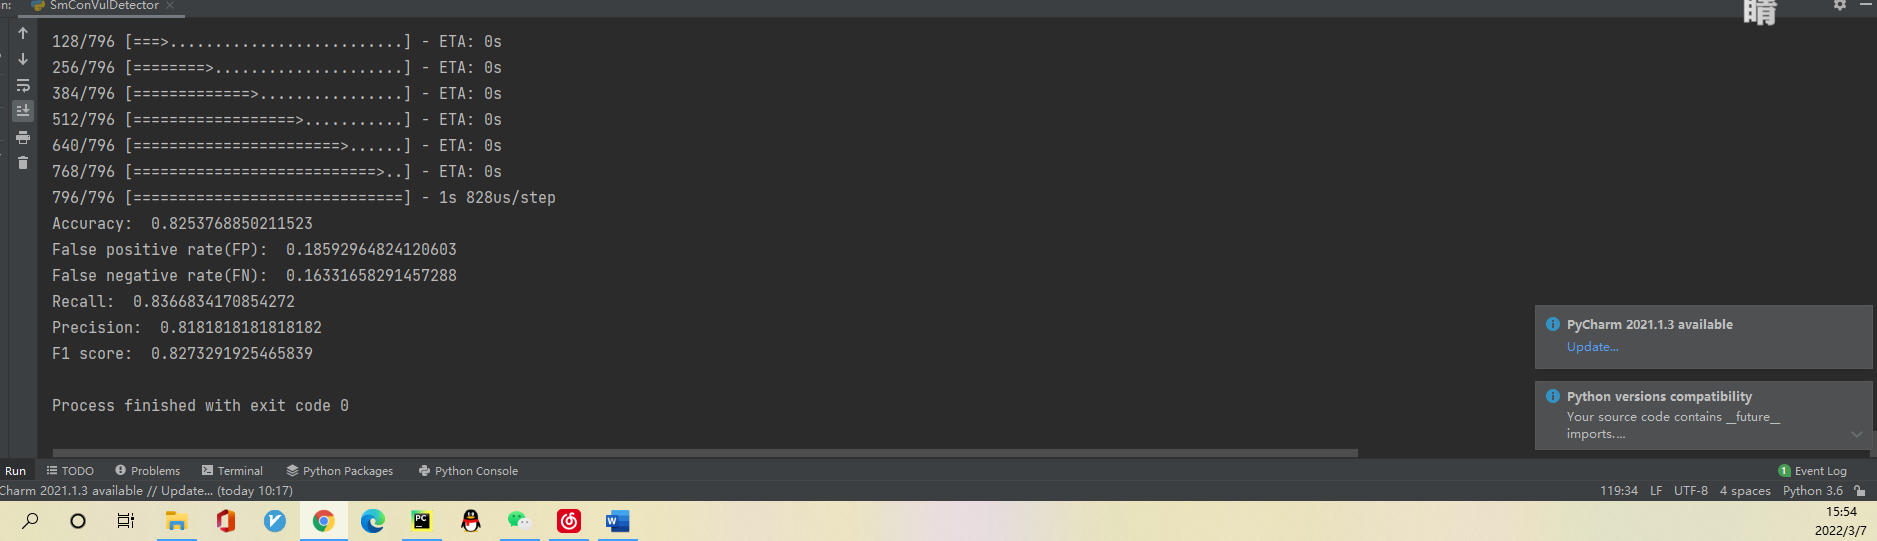 n: SmConVulDetector
睛
128/796 [===>..........................] - ETA: 0s
256/796 [========>.....................] - ETA: 0s
384/796 [=============>................] - ETA: 0s
512/796 [==================>...........] - ETA: 0s
640/796 [=======================>......] - ETA: 0s
768/796 [===========================>..] - ETA: 0s
796/796 [==============================] - 1s 828us/step
Accuracy:  0.8253768850211523
False positive rate(FP):  0.18592964824120603
False negative rate(FN):  0.16331658291457288
Recall:  0.8366834170854272
Precision:  0.8181818181818182
F1 score:  0.8273291925465839
Process finished with exit code 0
PyCharm 2021.1.3 available
Update...
Python versions compatibility
Your source code contains __future__
imports....
Run TODO Problems Terminal Python Packages Python Console 1 Event Log
Charm 2021.1.3 available // Update... (today 10:17) 119:34 LF UTF-8 4 spaces Python 3.6
PC
W
15:54
2022/3/7